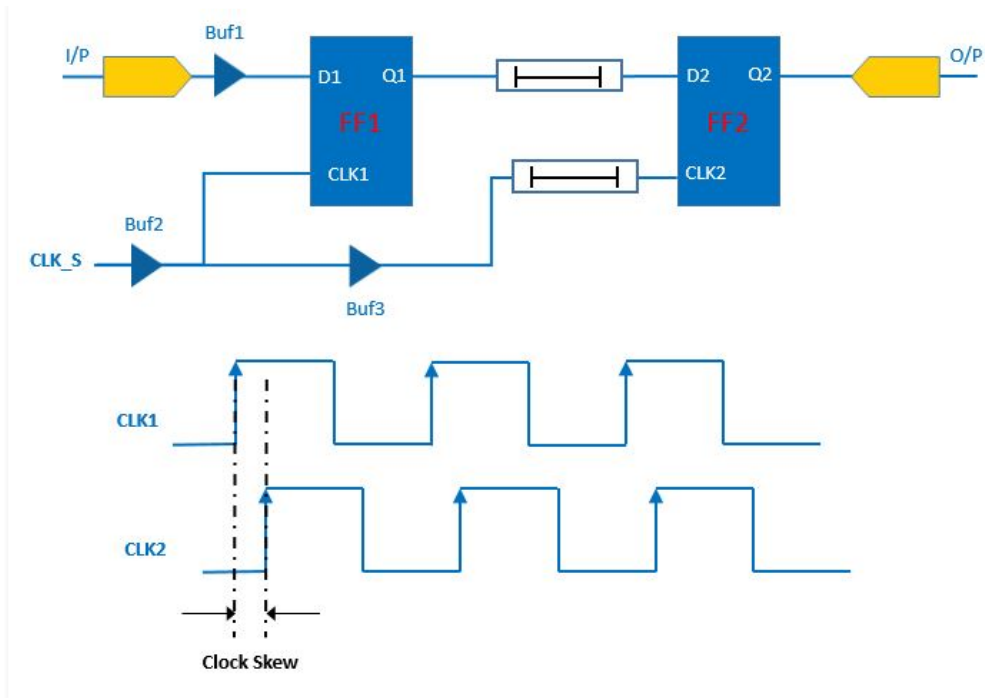 Buf1
I/P
D1
Q1
FF1
CLK1
D2
Q2
FF2
CLK2
O/P
Buf2
CLK_S
Buf3
CLK1
CLK2
Clock Skew